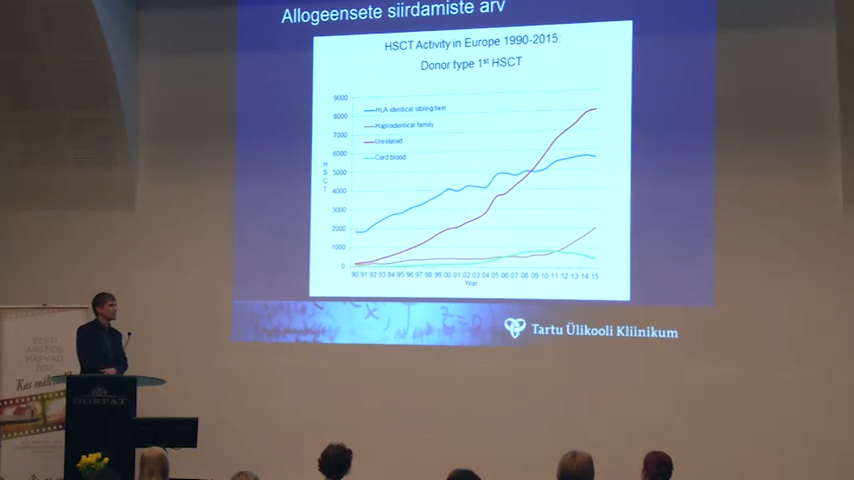 Allogeensete siirdamiste arv
HSCT Activity in Europe 1990-2015:
Donor type 1st HSCT
9000
8000
7000
6000
5000
4000
3000
2000
1000
0
HSCT
HLA identical sibling/twin
Haploidentical family
Unrelated
Cord blood
90 91 92 93 94 95 96 97 98 99 00 01 02 03 04 05 06 07 08 09 10 11 12 13 14 15
Year
Tartu Ülikooli Kliinikum
EESTI
ARSTIDE
PÄEVAD
Kas
DORPAT